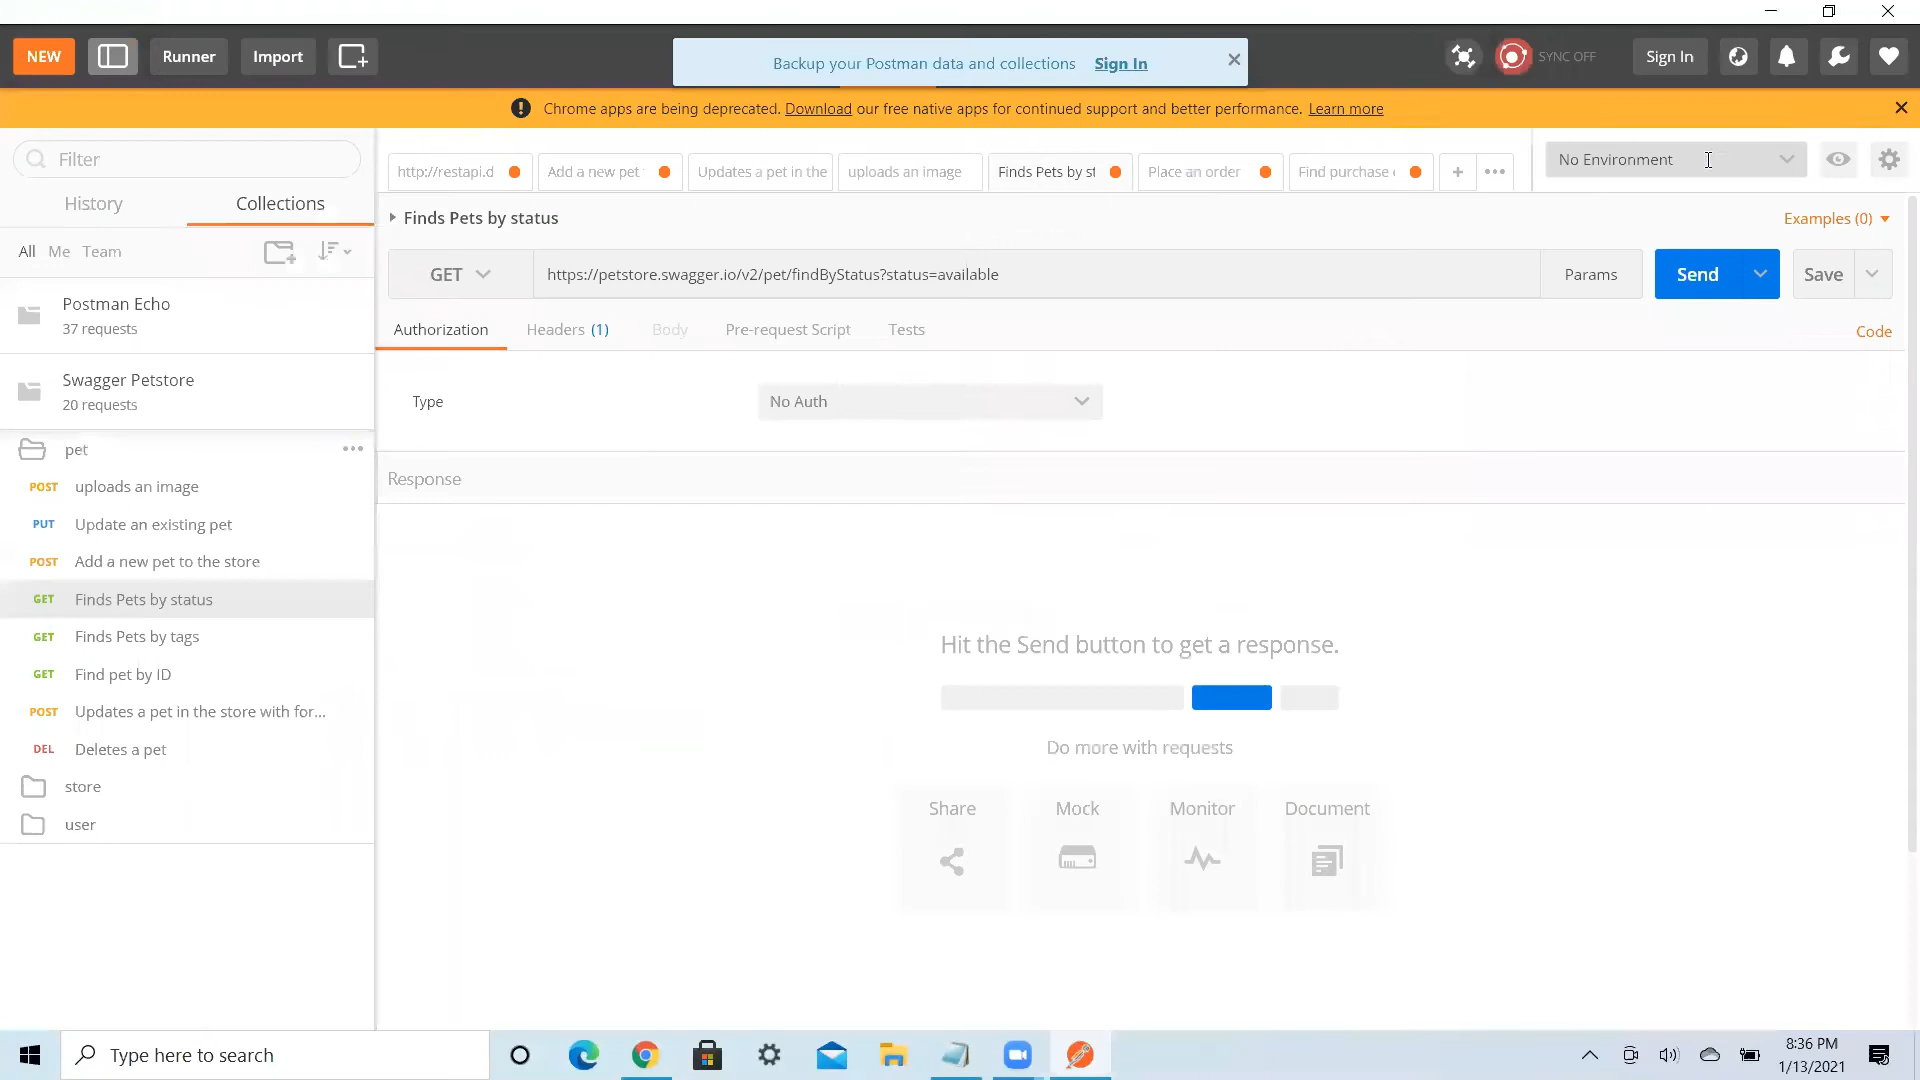 NEW
Runner
Import
Backup your Postman data and collections Sign In
SYNC OFF
Sign In
Chrome apps are being deprecated. Download our free native apps for continued support and better performance. Learn more
Filter
http://restapi.d
Add a new pet
Updates a pet in the
uploads an image
Finds Pets by st
Place an order
Find purchase
No Environment
History
Collections
All Me Team
Postman Echo
37 requests
Swagger Petstore
20 requests
pet
POST uploads an image
PUT Update an existing pet
POST Add a new pet to the store
GET Finds Pets by status
GET Finds Pets by tags
GET Find pet by ID
POST Updates a pet in the store with for...
DEL Deletes a pet
store
user
Finds Pets by status
Examples (0)
GET
https://petstore.swagger.io/v2/pet/findByStatus?status=available
Params
Send
Save
Authorization
Headers (1)
Body
Pre-request Script
Tests
Code
Type
No Auth
Response
Hit the Send button to get a response.
Do more with requests
Share
Mock
Monitor
Document
Type here to search
8:36 PM
1/13/2021